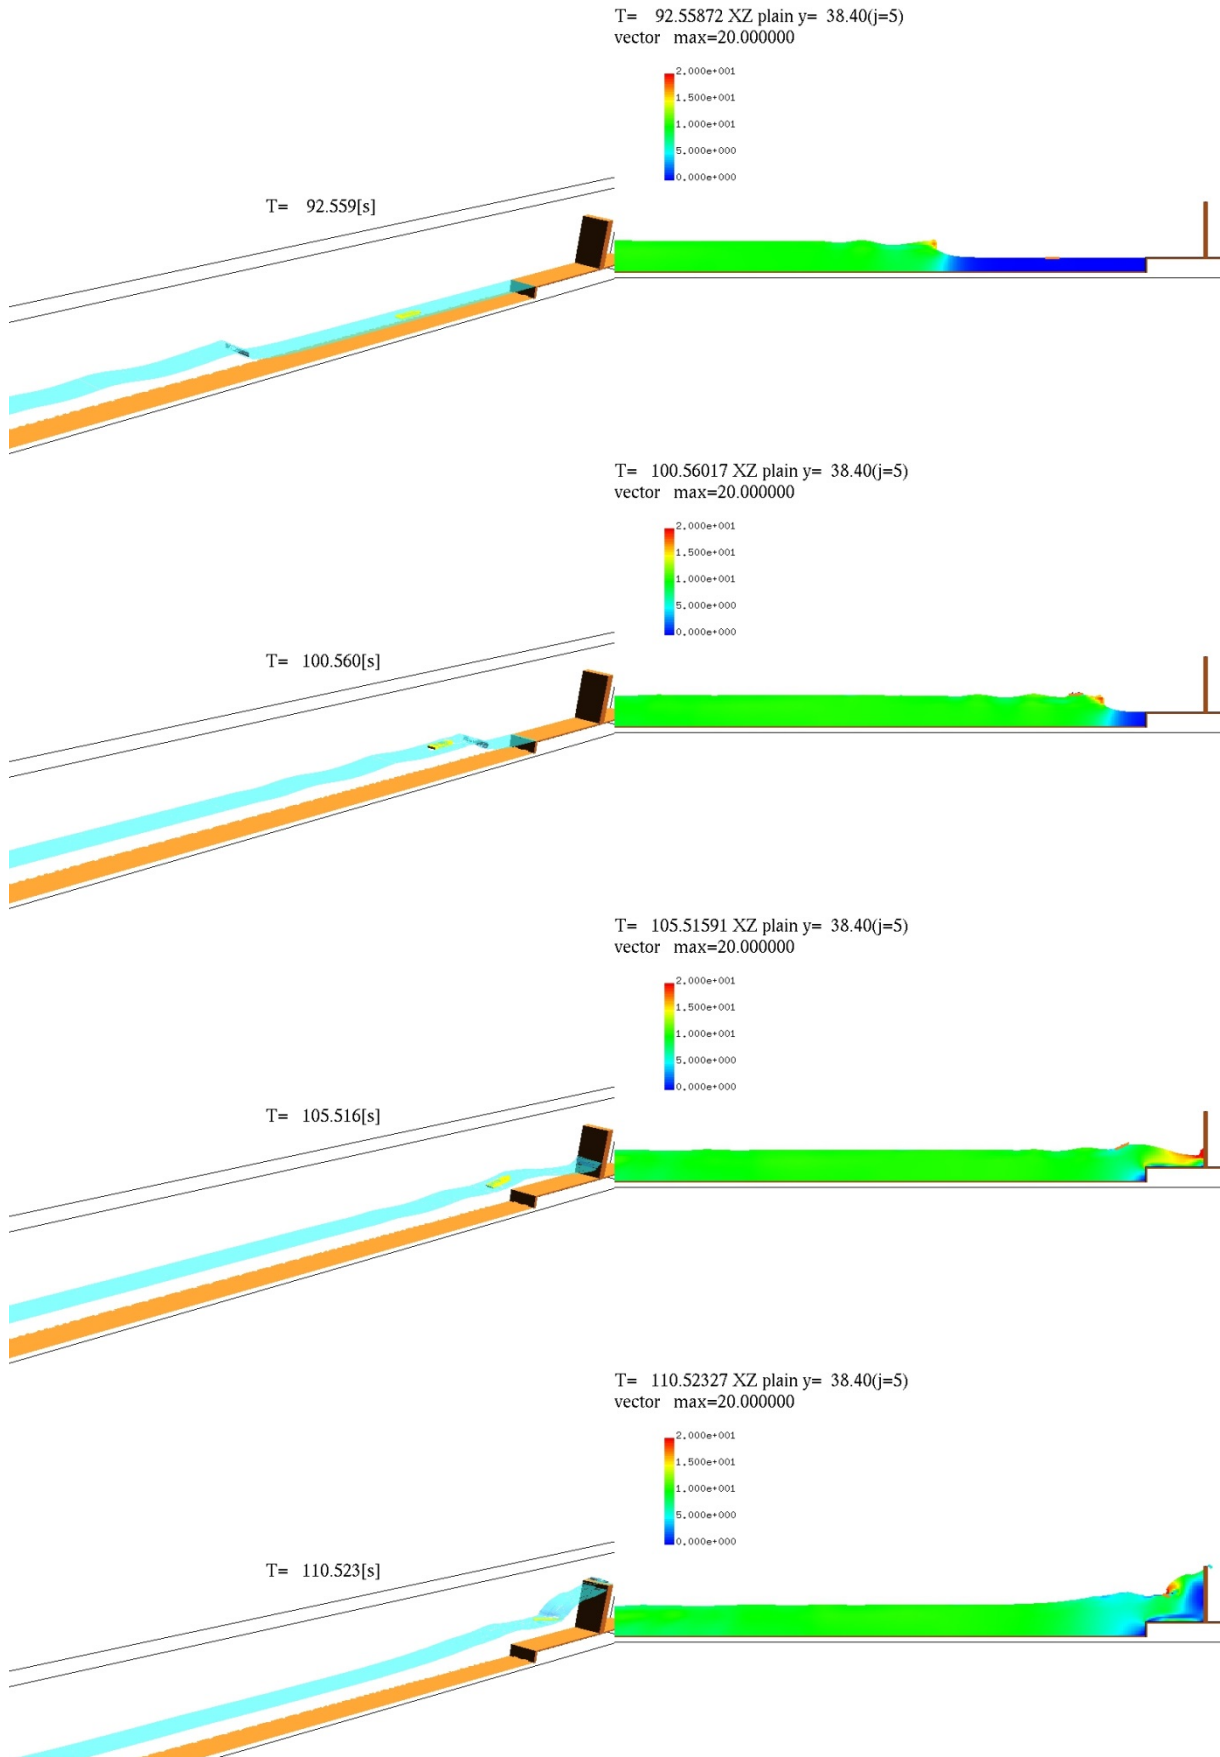 T= 92.55872 XZ plain y= 38.40(j=5)
vector max=20.000000
2.000e+001
1.500e+001
1.000e+001
5.000e+000
0.000e+000
T= 92.559[s]
T= 100.56017 XZ plain y= 38.40(j=5)
vector max=20.000000
2.000e+001
1.500e+001
1.000e+001
5.000e+000
0.000e+000
T= 100.560[s]
T= 105.51591 XZ plain y= 38.40(j=5)
vector max=20.000000
2.000e+001
1.500e+001
1.000e+001
5.000e+000
0.000e+000
T= 105.516[s]
T= 110.52327 XZ plain y= 38.40(j=5)
vector max=20.000000
2.000e+001
1.500e+001
1.000e+001
5.000e+000
0.000e+000
T= 110.523[s]